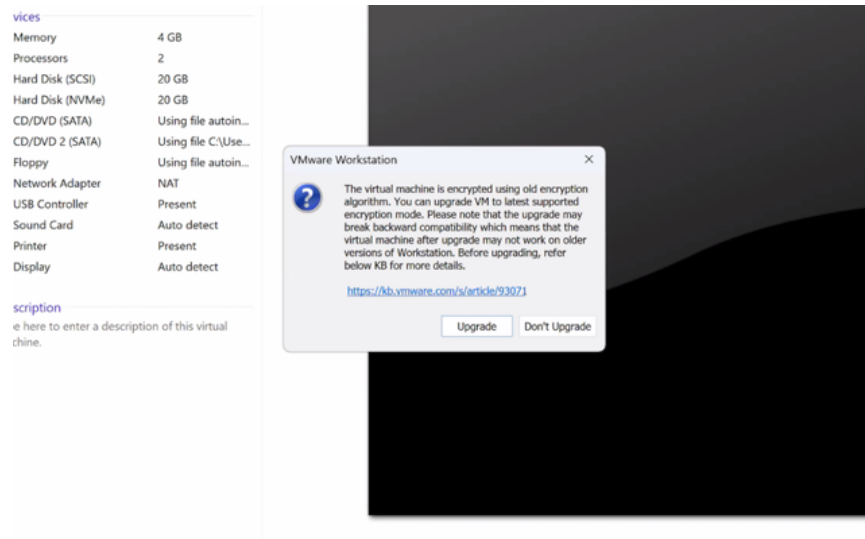 vices
Memory 4 GB
Processors 2
Hard Disk (SCSI) 20 GB
Hard Disk (NVMe) 20 GB
CD/DVD (SATA) Using file autoin...
CD/DVD 2 (SATA) Using file C:\Use...
Floppy Using file autoin...
Network Adapter NAT
USB Controller Present
Sound Card Auto detect
Printer Present
Display Auto detect
scription
e here to enter a description of this virtual
chine.
VMware Workstation
The virtual machine is encrypted using old encryption
algorithm. You can upgrade VM to latest supported
encryption mode. Please note that the upgrade may
break backward compatibility which means that the
virtual machine after upgrade may not work on older
versions of Workstation. Before upgrading, refer
below KB for more details.
https://kb.vmware.com/s/article/93071
Upgrade Don't Upgrade